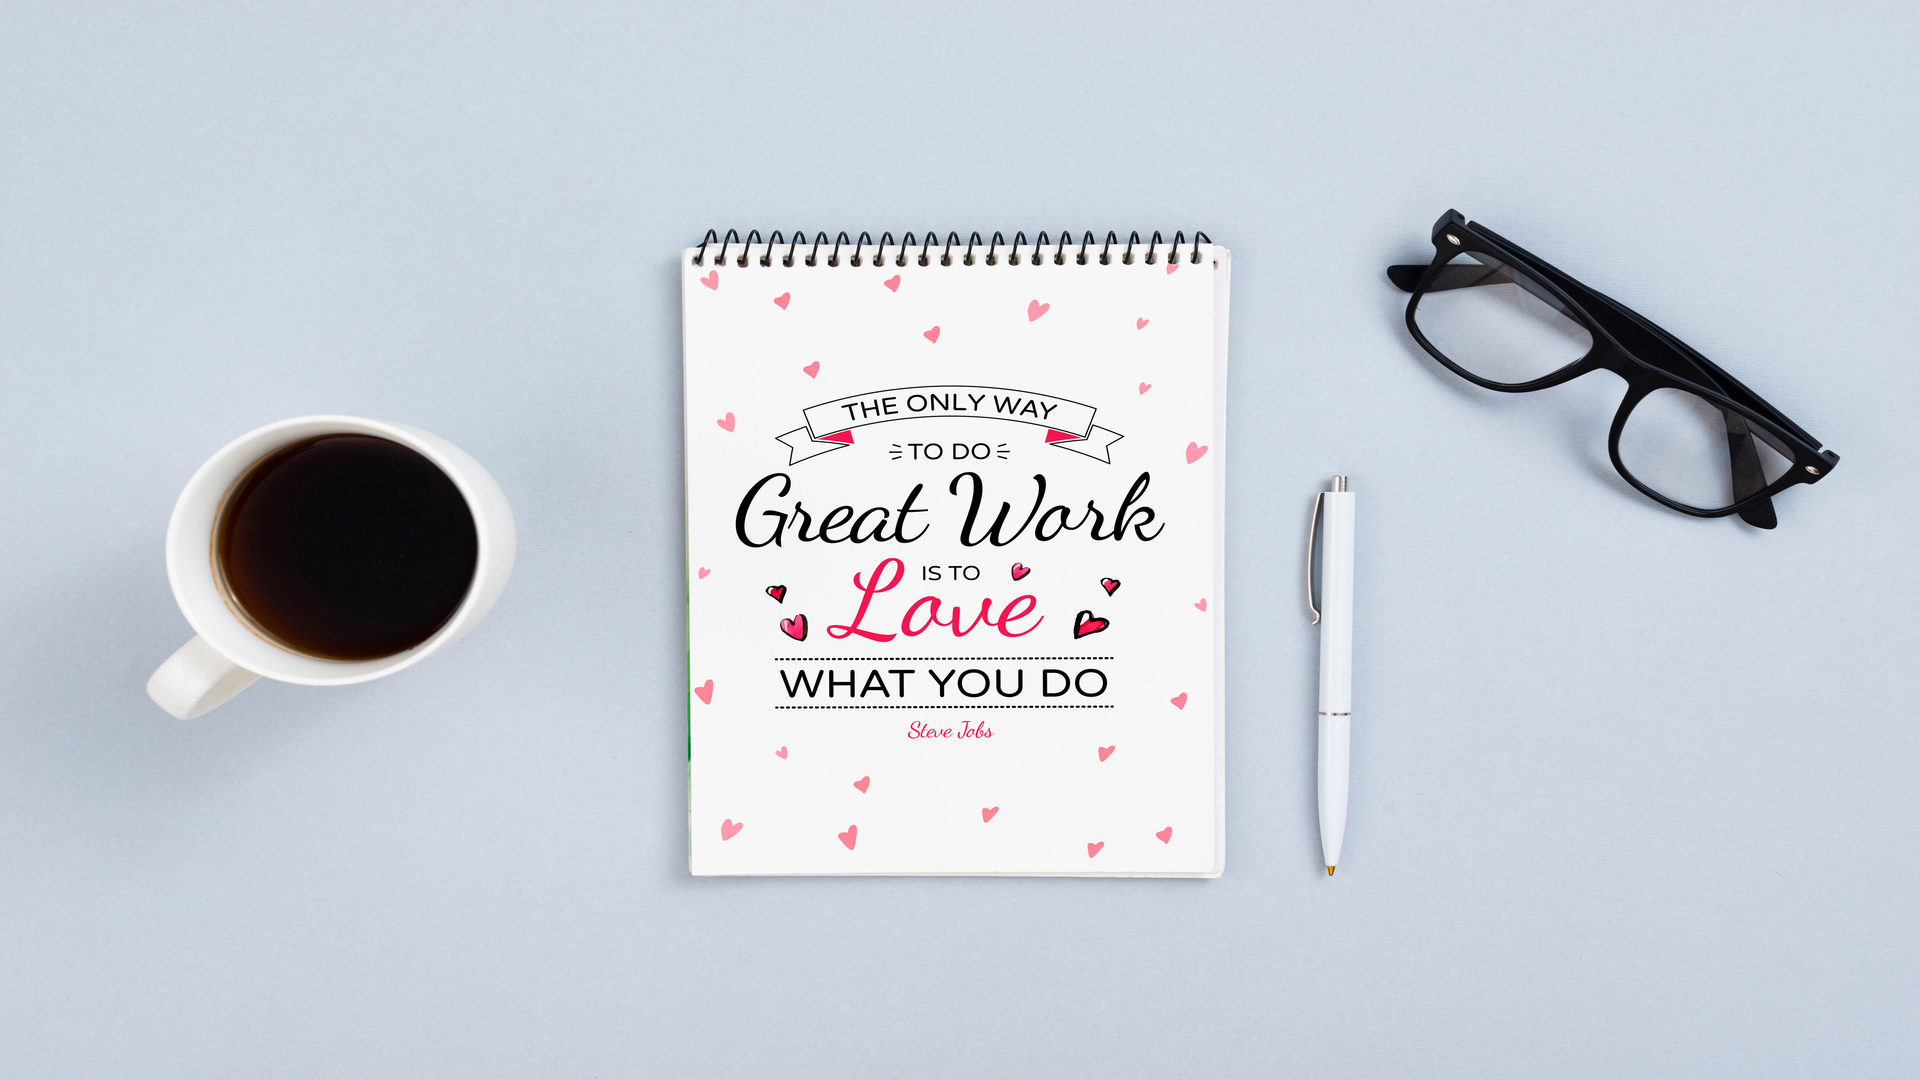 THE ONLY WAY
TO DO
Great Work
IS TO
Love
WHAT YOU DO
Steve Jobs